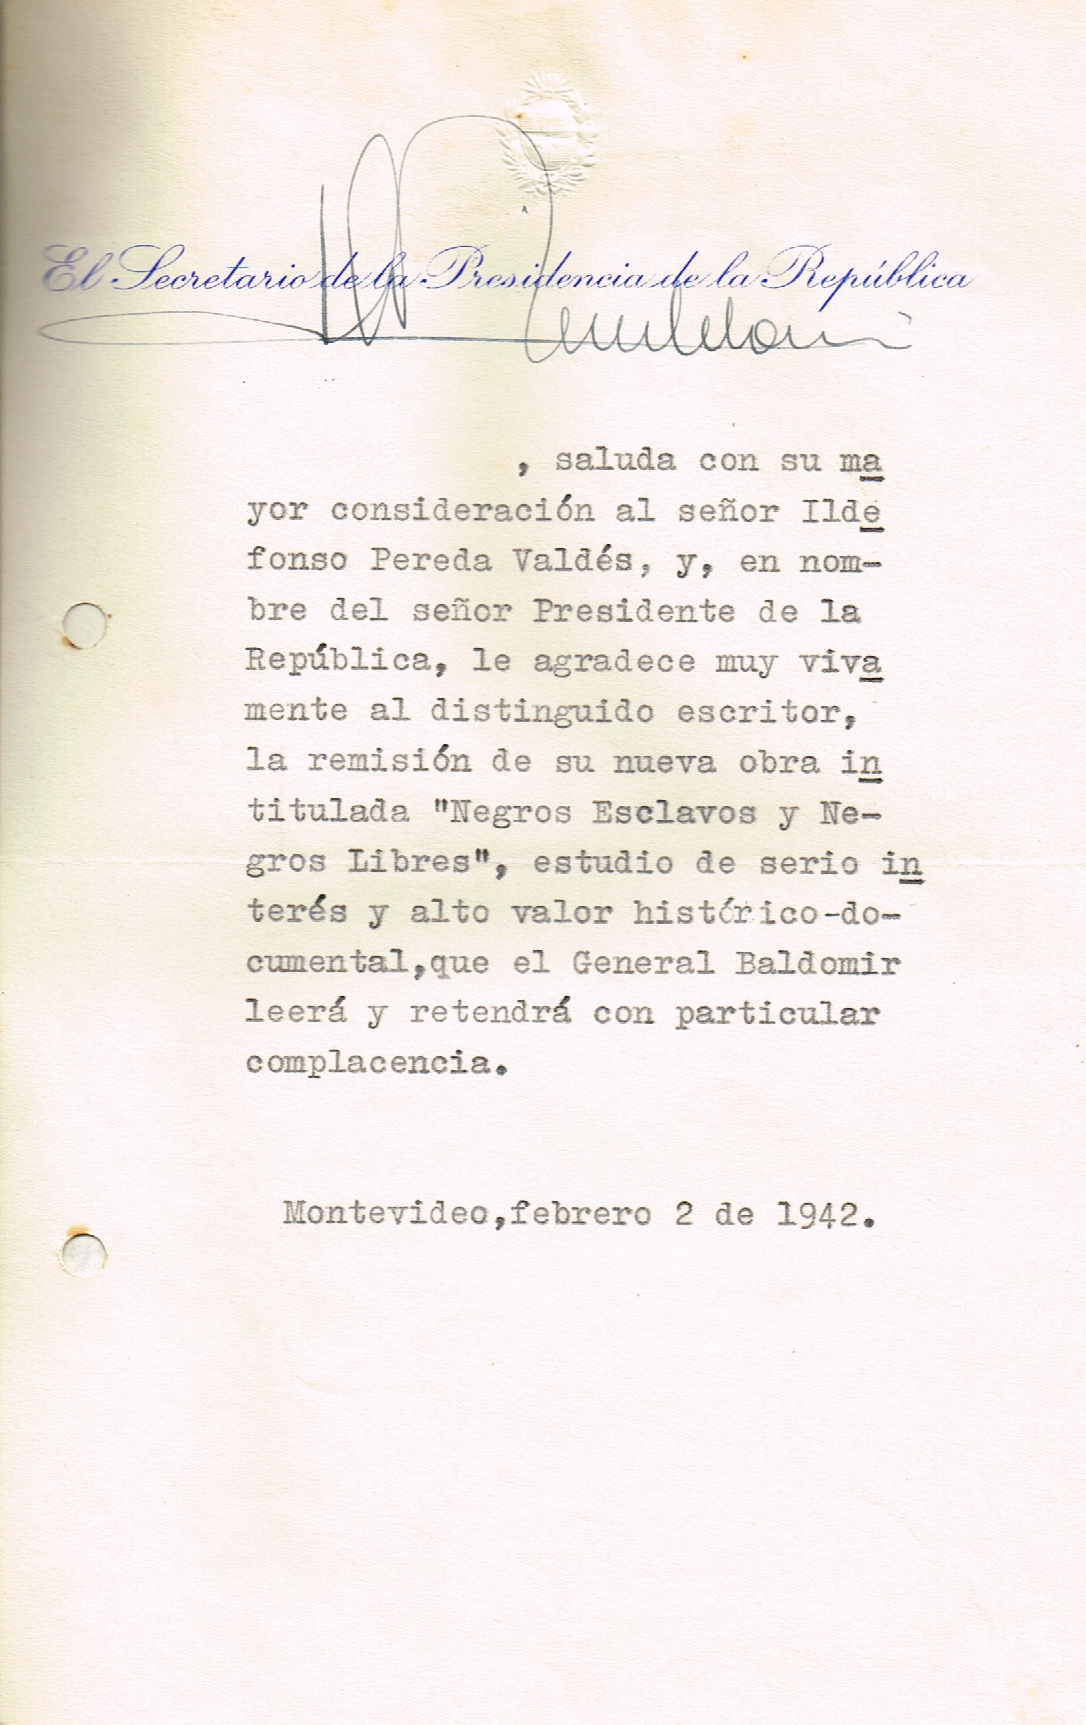 El Secretario de la Presidencia de la República
, saluda con su ma
yor consideración al señor Ilde
fonso Pereda Valdés, y, en nom-
bre del señor Presidente de la
República, le agradece muy viva
mente al distinguido escritor,
la remisión de su nueva obra in
titulada "Negros Esclavos y Ne-
gros Libres", estudio de serio in
terés y alto valor histórico-do-
cumental,que el General Baldomir
leerá y retendrá con particular
complacencia.
Montevideo,febrero 2 de 1942.